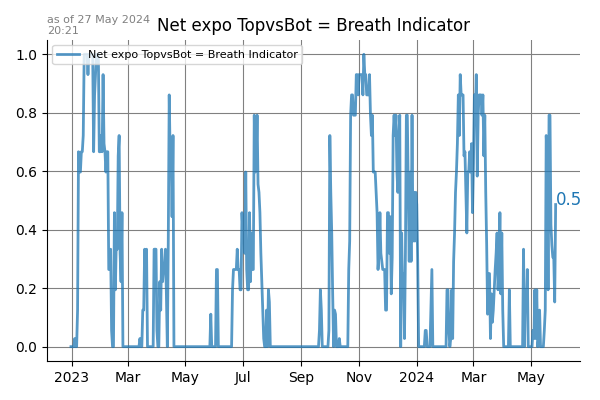 as of 27 May 2024
20:21
Net expo TopvsBot = Breath Indicator
Net expo TopvsBot = Breath Indicator
1.0
0.8
0.6
0.4
0.2
0.0
0.5
2023 Mar May Jul Sep Nov 2024 Mar May